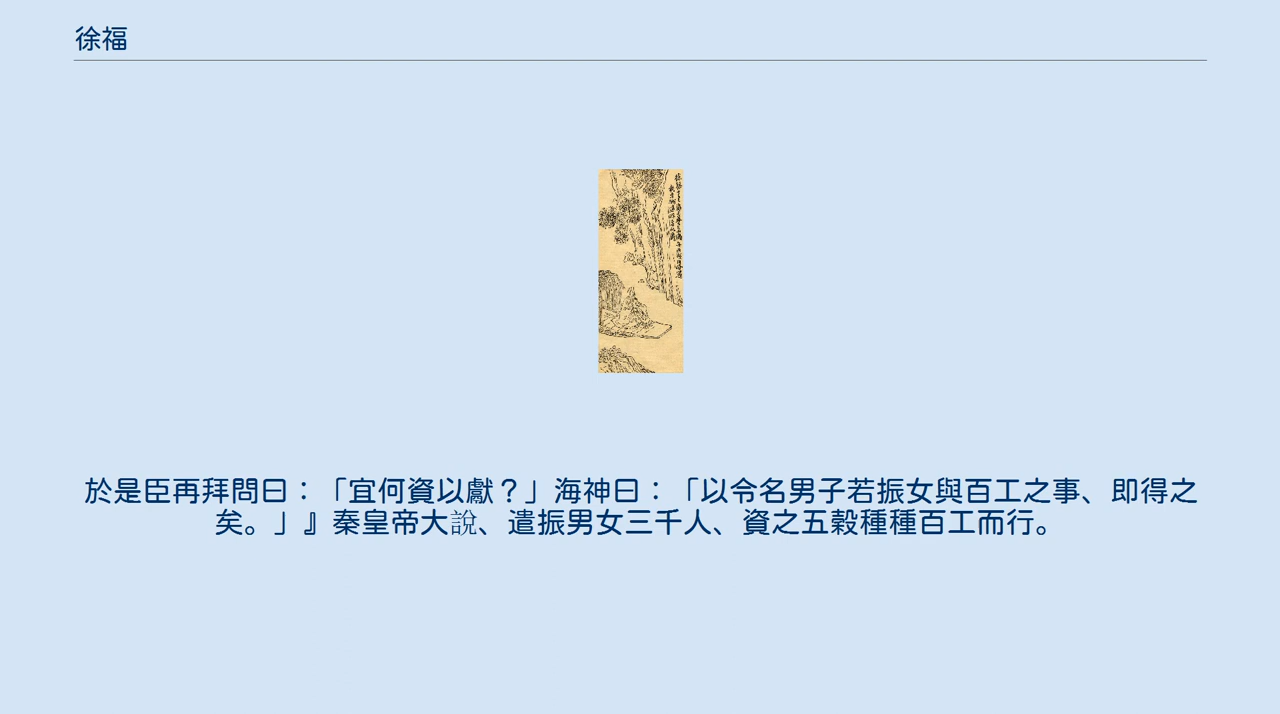 徐福
於是臣再拜問曰：「宜何資以獻？」海神曰：「以令名男子若振女與百工之事、即得之
矣。」』秦皇帝大說、遣振男女三千人、資之五穀種種百工而行。